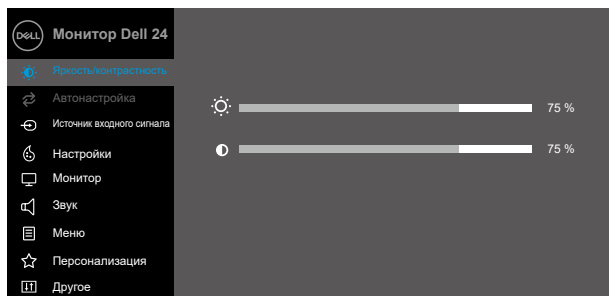 DELL Монитор Dell 24
Яркость/контрастность
Автонастройка
75 %
Источник входного сигнала
Настройки
75 %
Монитор
Звук
Меню
Персонализация
Другое